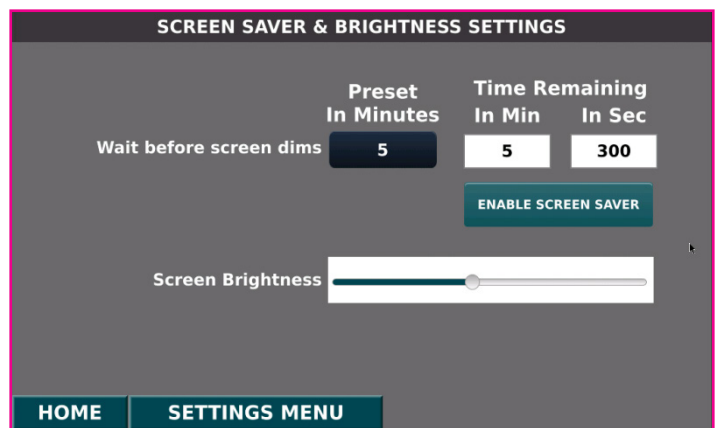 SCREEN SAVER & BRIGHTNESS SETTINGS
Preset
In Minutes
Time Remaining
In Min In Sec
Wait before screen dims 5 5 300
ENABLE SCREEN SAVER
Screen Brightness
HOME SETTINGS MENU